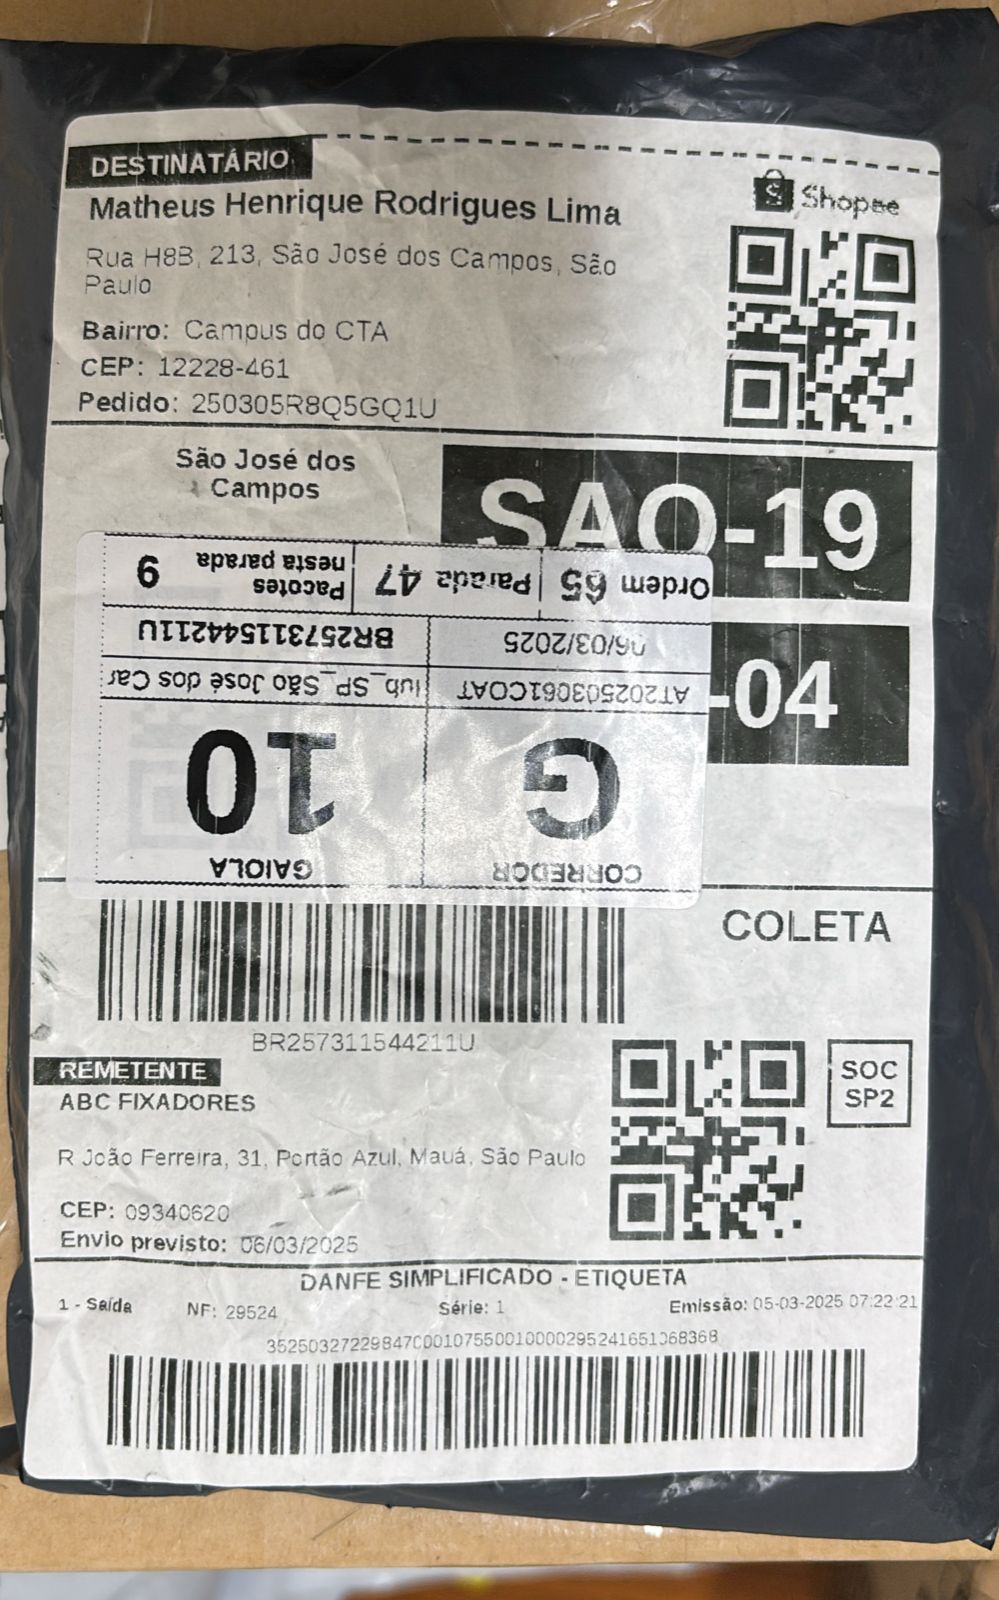 DESTINATÁRIO
Matheus Henrique Rodrigues Lima
Shopee
Rua H8B, 213, São José dos Campos, São
Paulo
Bairro: Campus do CTA
CEP: 12228-461
Pedido: 250305R8Q5GQ1U
São José dos
Campos
SAO-19
-04
CORREDOR
GAIOLA
G
10
AT202503061COAT
Hub_SP_São José dos Car
06/03/2025
BR257311544211U
Ordem 65
Parada 47
Pacotes
nesta parada
9
COLETA
BR257311544211U
REMETENTE
ABC FIXADORES
SOC
SP2
R João Ferreira, 31, Portão Azul, Mauá, São Paulo
CEP: 09340620
Envio previsto: 06/03/2025
DANFE SIMPLIFICADO - ETIQUETA
1 - Saída NF: 29524 Série: 1 Emissão: 05-03-2025 07:22:21